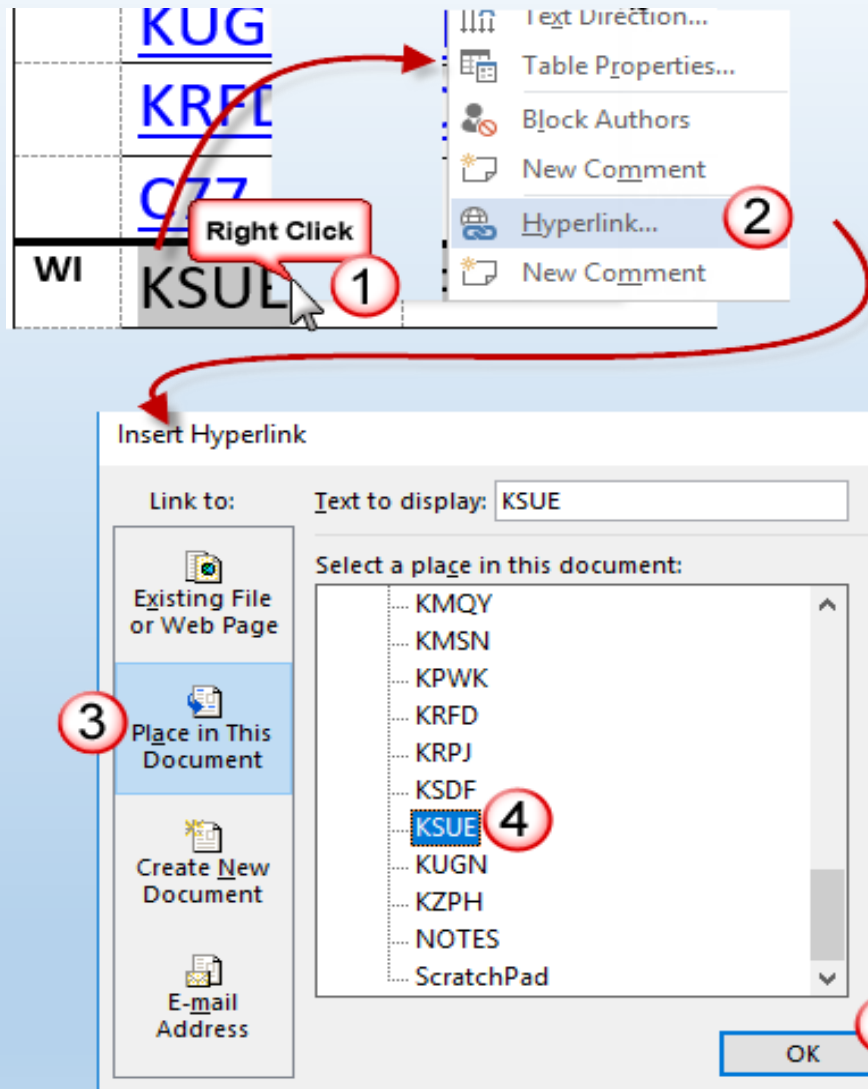 KUG
KRFD
C77
WI
KSUE
Right Click
1
Text Direction...
Table Properties...
Block Authors
New Comment
Hyperlink...
2
New Comment
Insert Hyperlink
Link to:
Text to display: KSUE
Existing File
or Web Page
3
Place in This
Document
Create New
Document
E-mail
Address
Select a place in this document:
KMQY
KMSN
KPWK
KRFD
KRPJ
KSDF
KSUE
4
KUGN
KZPH
NOTES
ScratchPad
OK